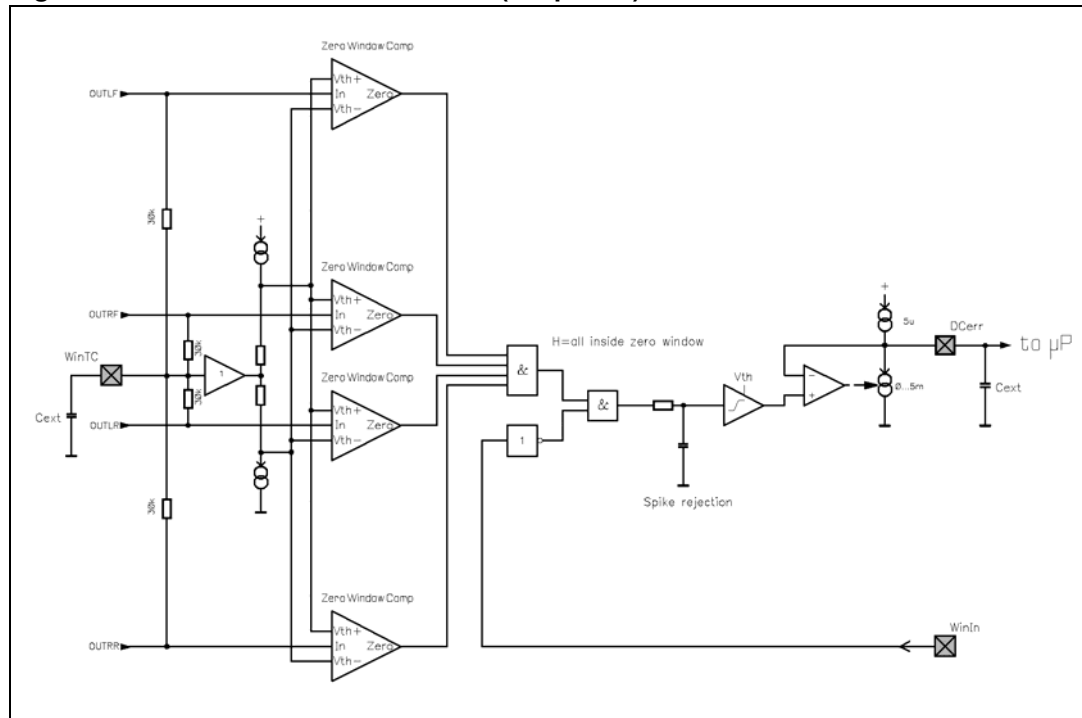 Zero Window Comp
OUTLF
Vth+
In Zero
Vth-
30k
+
Zero Window Comp
OUTRF
Vth+
In Zero
Vth-
30k
WinTC
1
30k
Cext
OUTLR
Zero Window Comp
Vth+
In Zero
Vth-
30k
Zero Window Comp
OUTRR
Vth+
In Zero
Vth-
&
H=all inside zero window
&
1
Spike rejection
Vth
-
+
+
5u
Ø...5m
DCerr
to µP
Cext
WinIn